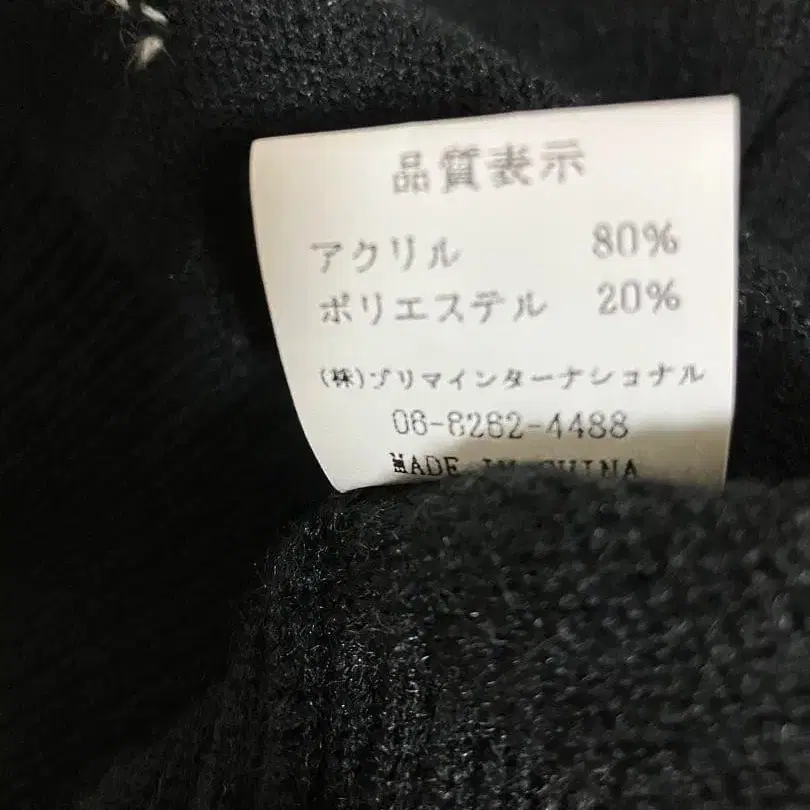 品質表示
アクリル 80%
ポリエステル 20%
(株)プリマインターナショナル
06-6262-4488
MADE IN CHINA